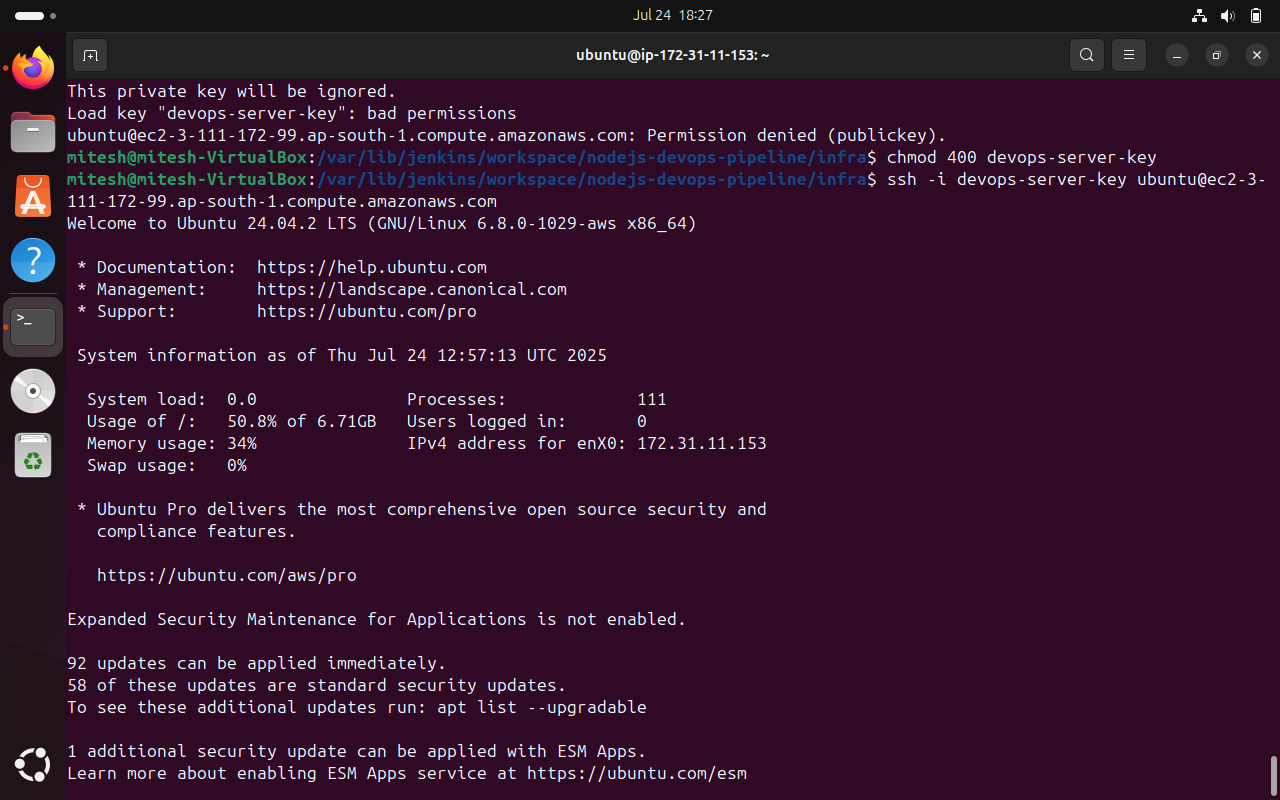 Jul 24 18:27
ubuntu@ip-172-31-11-153: ~
This private key will be ignored.
Load key "devops-server-key": bad permissions
ubuntu@ec2-3-111-172-99.ap-south-1.compute.amazonaws.com: Permission denied (publickey).
mitesh@mitesh-VirtualBox:/var/lib/jenkins/workspace/nodejs-devops-pipeline/infra$ chmod 400 devops-server-key
mitesh@mitesh-VirtualBox:/var/lib/jenkins/workspace/nodejs-devops-pipeline/infra$ ssh -i devops-server-key ubuntu@ec2-3-
111-172-99.ap-south-1.compute.amazonaws.com
Welcome to Ubuntu 24.04.2 LTS (GNU/Linux 6.8.0-1029-aws x86_64)
* Documentation:  https://help.ubuntu.com
* Management:     https://landscape.canonical.com
* Support:        https://ubuntu.com/pro
System information as of Thu Jul 24 12:57:13 UTC 2025
System load:  0.0               Processes:             111
Usage of /:   50.8% of 6.71GB   Users logged in:       0
Memory usage: 34%               IPv4 address for enX0: 172.31.11.153
Swap usage:   0%
* Ubuntu Pro delivers the most comprehensive open source security and
compliance features.
https://ubuntu.com/aws/pro
Expanded Security Maintenance for Applications is not enabled.
92 updates can be applied immediately.
58 of these updates are standard security updates.
To see these additional updates run: apt list --upgradable
1 additional security update can be applied with ESM Apps.
Learn more about enabling ESM Apps service at https://ubuntu.com/esm